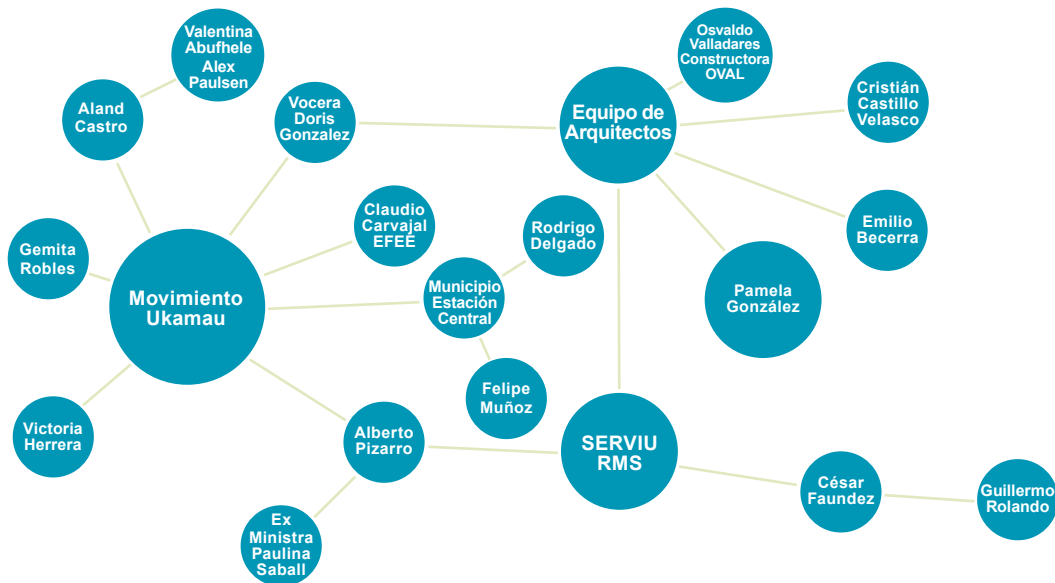 Valentina
Abufhele
Alex
Paulsen
Osvaldo
Valladares
Constructora
OVAL
Aland
Castro
Vocera
Doris
Gonzalez
Equipo de
Arquitectos
Cristián
Castillo
Velasco
Claudio
Carvajal
EFEE
Rodrigo
Delgado
Emilio
Becerra
Gemita
Robles
Movimiento
Ukamau
Municipio
Estación
Central
Pamela
González
Felipe
Muñoz
Victoria
Herrera
Alberto
Pizarro
SERVIU
RMS
César
Faundez
Guillermo
Rolando
Ex
Ministra
Paulina
Saball